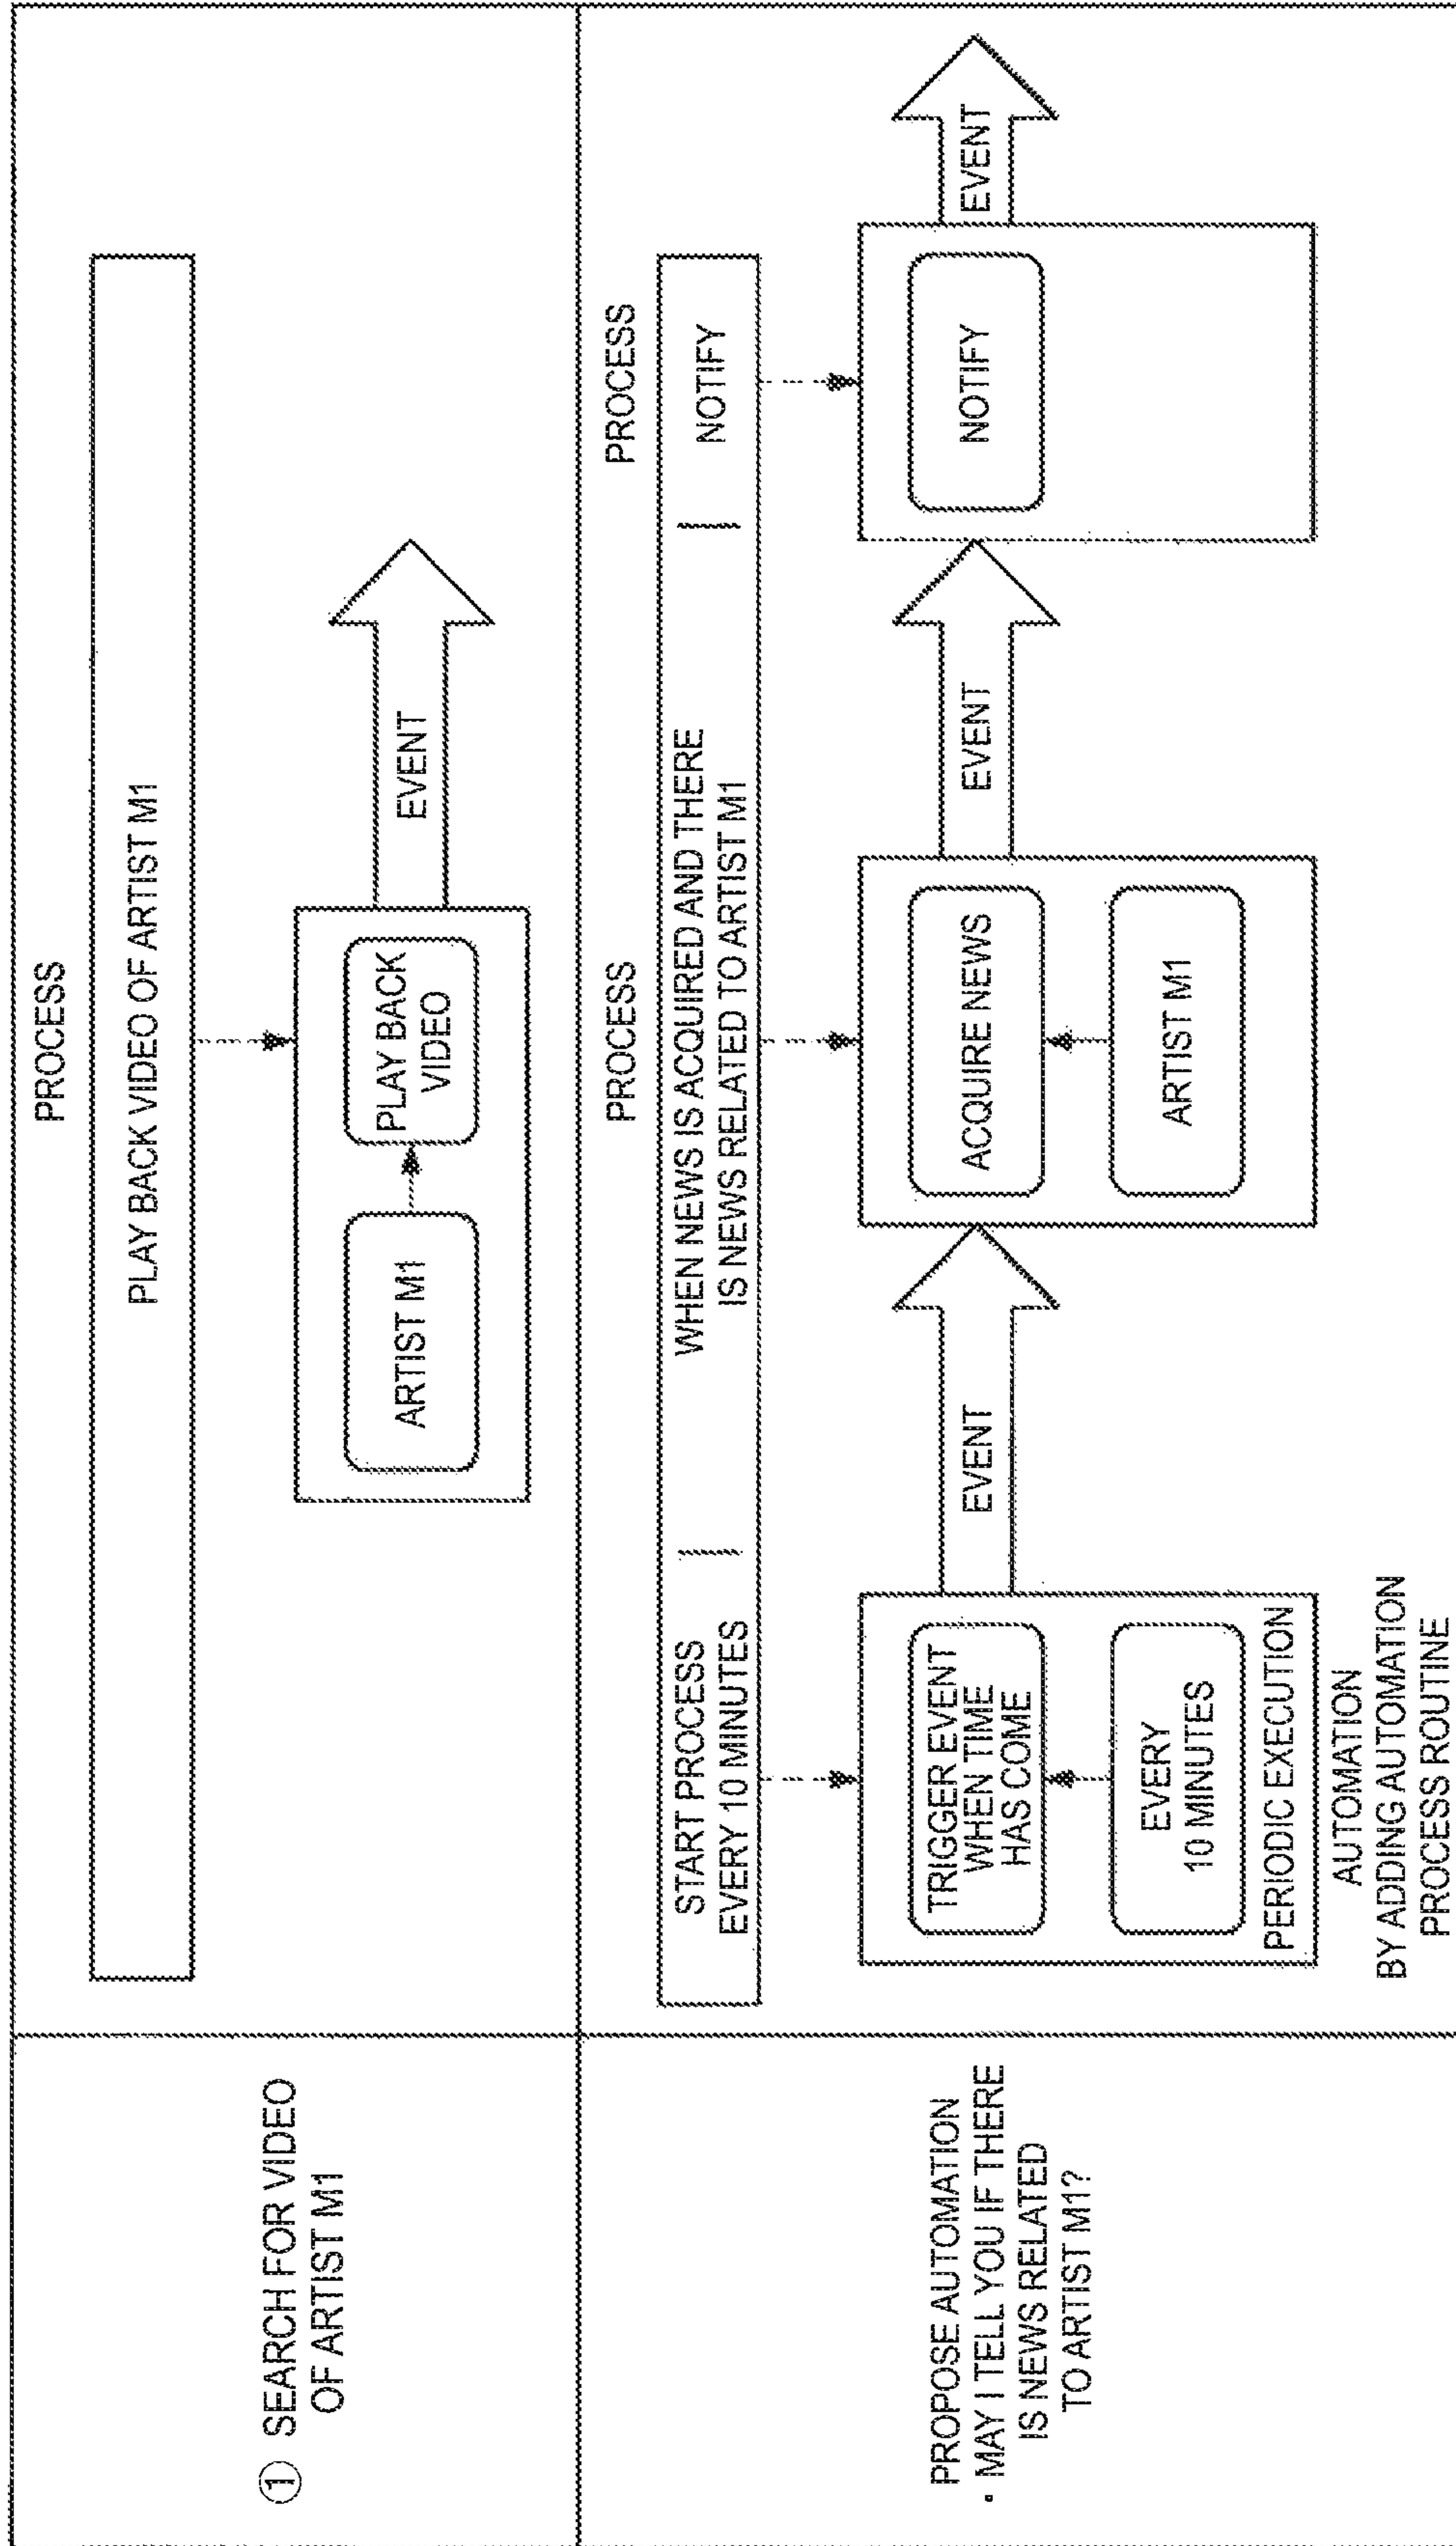 ① SEARCH FOR VIDEO
OF ARTIST M1
PROCESS
PLAY BACK VIDEO OF ARTIST M1
ARTIST M1
PLAY BACK
VIDEO
EVENT
PROPOSE AUTOMATION
• MAY I TELL YOU IF THERE
IS NEWS RELATED
TO ARTIST M1?
PROCESS
PROCESS
START PROCESS
EVERY 10 MINUTES
WHEN NEWS IS ACQUIRED AND THERE
IS NEWS RELATED TO ARTIST M1
NOTIFY
TRIGGER EVENT
WHEN TIME
HAS COME
EVERY
10 MINUTES
PERIODIC EXECUTION
EVENT
ACQUIRE NEWS
ARTIST M1
EVENT
NOTIFY
EVENT
AUTOMATION
BY ADDING AUTOMATION
PROCESS ROUTINE